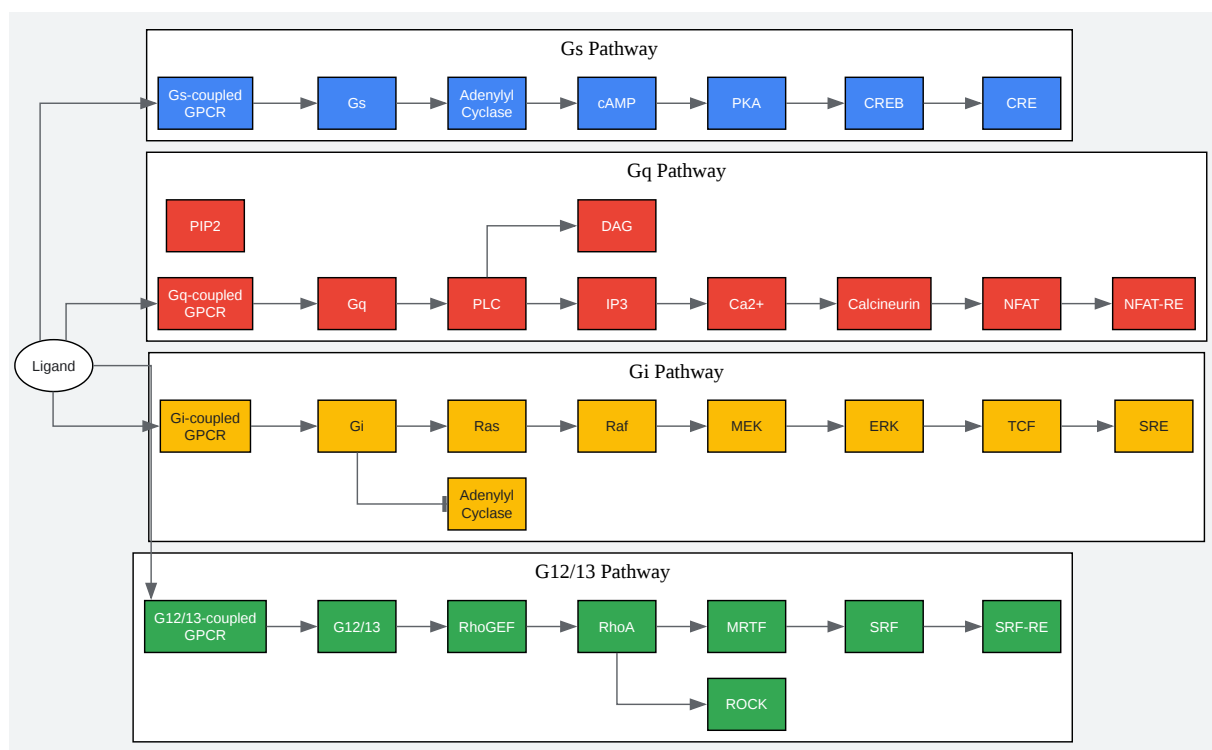 Gs Pathway
Gs-coupled
GPCR
Gs
Adenylyl
Cyclase
cAMP
PKA
CREB
CRE
Gq Pathway
PIP2
DAG
Gq-coupled
GPCR
Gq
PLC
IP3
Ca2+
Calcineurin
NFAT
NFAT-RE
Ligand
Gi Pathway
Gi-coupled
GPCR
Gi
Ras
Raf
MEK
ERK
TCF
SRE
Adenylyl
Cyclase
G12/13 Pathway
G12/13-coupled
GPCR
G12/13
RhoGEF
RhoA
MRTF
SRF
SRF-RE
ROCK